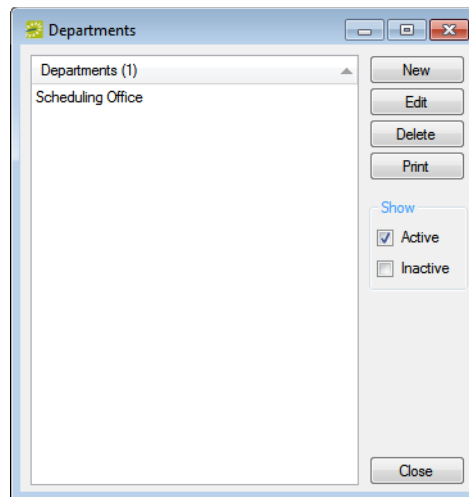 Departments
Departments (1)
Scheduling Office
New
Edit
Delete
Print
Show
Active
Inactive
Close